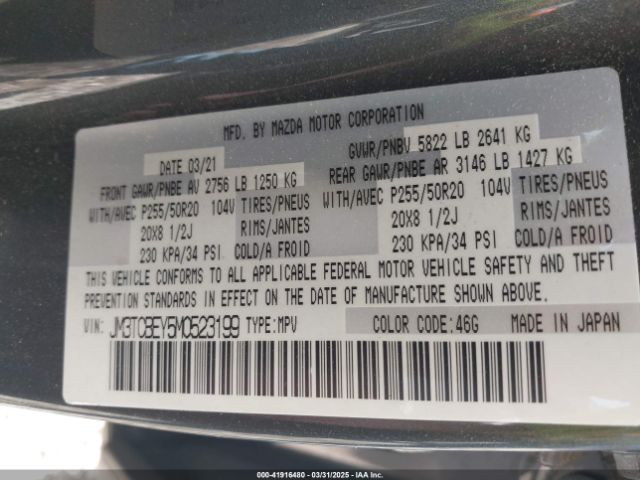 MFD. BY MAZDA MOTOR CORPORATION
DATE 03/21 GVWR/PNBV 5822 LB 2641 KG
FRONT GAWR/PNBE AV 2756 LB 1250 KG REAR GAWR/PNBE AR 3146 LB 1427 KG
WITH/AVEC P255/50R20 104V TIRES/PNEUS WITH/AVEC P255/50R20 104V TIRES/PNEUS
20X8 1/2J RIMS/JANTES 20X8 1/2J RIMS/JANTES
230 KPA/34 PSI COLD/A FROID 230 KPA/34 PSI COLD/A FROID
THIS VEHICLE CONFORMS TO ALL APPLICABLE FEDERAL MOTOR VEHICLE SAFETY AND THEFT
PREVENTION STANDARDS IN EFFECT ON THE DATE OF MANUFACTURE SHOWN ABOVE.
VIN: JM3TCBEY5M0523199 TYPE:MPV COLOR CODE:46G MADE IN JAPAN
000-41916480 - 03/31/2025 - IAAI.COM